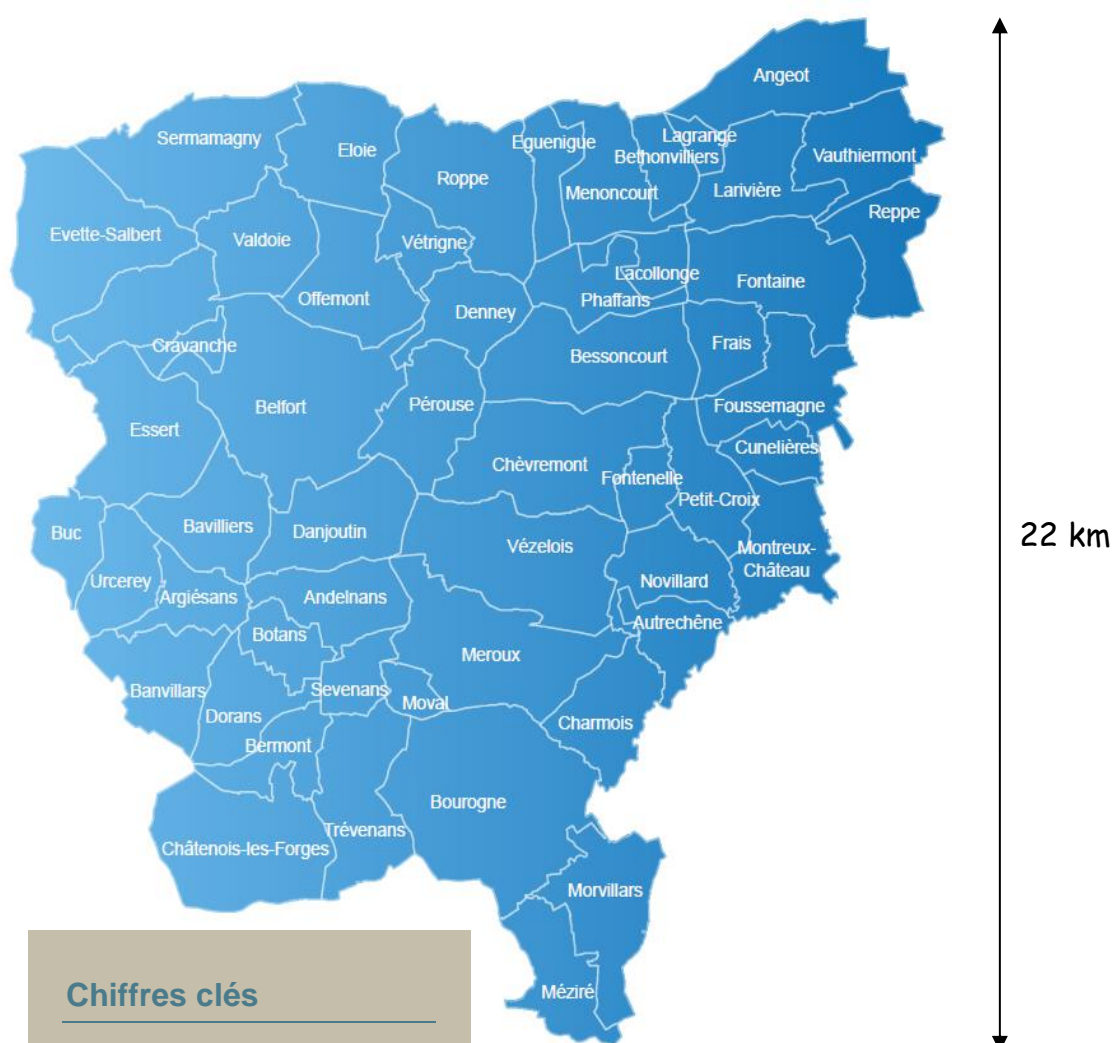 Angeot
Sermamagny
Eloie
Eguenigue
Lagrange
Bethonvilliers
Vauthiermont
Roppe
Menoncourt
Larivière
Reppe
Evette-Salbert
Valdoie
Vétrigne
Lacollonge
Fontaine
Offemont
Phaffans
Denney
Cravanche
Bessoncourt
Frais
Belfort
Pérouse
Foussemagne
Essert
Cunelières
Chèvremont
Fontenelle
Petit-Croix
Buc
Bavilliers
Danjoutin
Vézelois
22 km
Montreux-
Château
Urcerey
Argiésans
Andelnans
Novillard
Autrechêne
Botans
Meroux
Banvillars
Sevenans
Moval
Dorans
Charmois
Bermont
Bourogne
Trévenans
Châtenois-les-Forges
Morvillars
Méziré
Chiffres clés